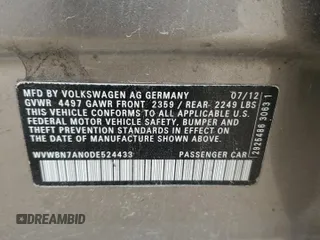 MFD BY VOLKSWAGEN AG GERMANY 07/12
GVWR 4497 GAWR FRONT 2359 / REAR- 2249 LBS
THIS VEHICLE CONFORMS TO ALL APPLICABLE U.S.
FEDERAL MOTOR VEHICLE SAFETY, BUMPER, AND
THEFT PREVENTION STANDARDS IN EFFECT ON THE
DATE OF MANUFACTURE SHOWN ABOVE
WVWBN7AN0DE524433 PASSENGER CAR
2925486 30631